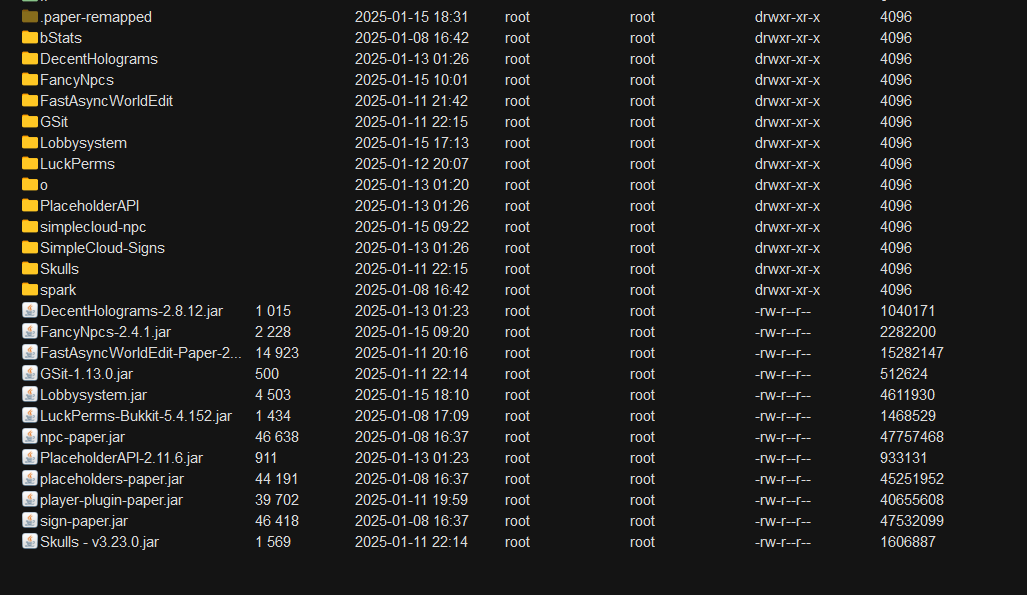 .paper-remapped 2025-01-15 18:31 root root drwxr-xr-x 4096
bStats 2025-01-08 16:42 root root drwxr-xr-x 4096
DecentHolograms 2025-01-13 01:26 root root drwxr-xr-x 4096
FancyNpcs 2025-01-15 10:01 root root drwxr-xr-x 4096
FastAsyncWorldEdit 2025-01-11 21:42 root root drwxr-xr-x 4096
GSit 2025-01-11 22:15 root root drwxr-xr-x 4096
Lobbysystem 2025-01-15 17:13 root root drwxr-xr-x 4096
LuckPerms 2025-01-12 20:07 root root drwxr-xr-x 4096
o 2025-01-13 01:20 root root drwxr-xr-x 4096
PlaceholderAPI 2025-01-13 01:26 root root drwxr-xr-x 4096
simplecloud-npc 2025-01-15 09:22 root root drwxr-xr-x 4096
SimpleCloud-Signs 2025-01-13 01:26 root root drwxr-xr-x 4096
Skulls 2025-01-11 22:15 root root drwxr-xr-x 4096
spark 2025-01-08 16:42 root root drwxr-xr-x 4096
DecentHolograms-2.8.12.jar 1 015 2025-01-13 01:23 root root -rw-r--r-- 1040171
FancyNpcs-2.4.1.jar 2 228 2025-01-15 09:20 root root -rw-r--r-- 2282200
FastAsyncWorldEdit-Paper-2... 14 923 2025-01-11 20:16 root root -rw-r--r-- 15282147
GSit-1.13.0.jar 500 2025-01-11 22:14 root root -rw-r--r-- 512624
Lobbysystem.jar 4 503 2025-01-15 18:10 root root -rw-r--r-- 4611930
LuckPerms-Bukkit-5.4.152.jar 1 434 2025-01-08 17:09 root root -rw-r--r-- 1468529
npc-paper.jar 46 638 2025-01-08 16:37 root root -rw-r--r-- 47757468
PlaceholderAPI-2.11.6.jar 911 2025-01-13 01:23 root root -rw-r--r-- 933131
placeholders-paper.jar 44 191 2025-01-08 16:37 root root -rw-r--r-- 45251952
player-plugin-paper.jar 39 702 2025-01-11 19:59 root root -rw-r--r-- 40655608
sign-paper.jar 46 418 2025-01-08 16:37 root root -rw-r--r-- 47532099
Skulls - v3.23.0.jar 1 569 2025-01-11 22:14 root root -rw-r--r-- 1606887